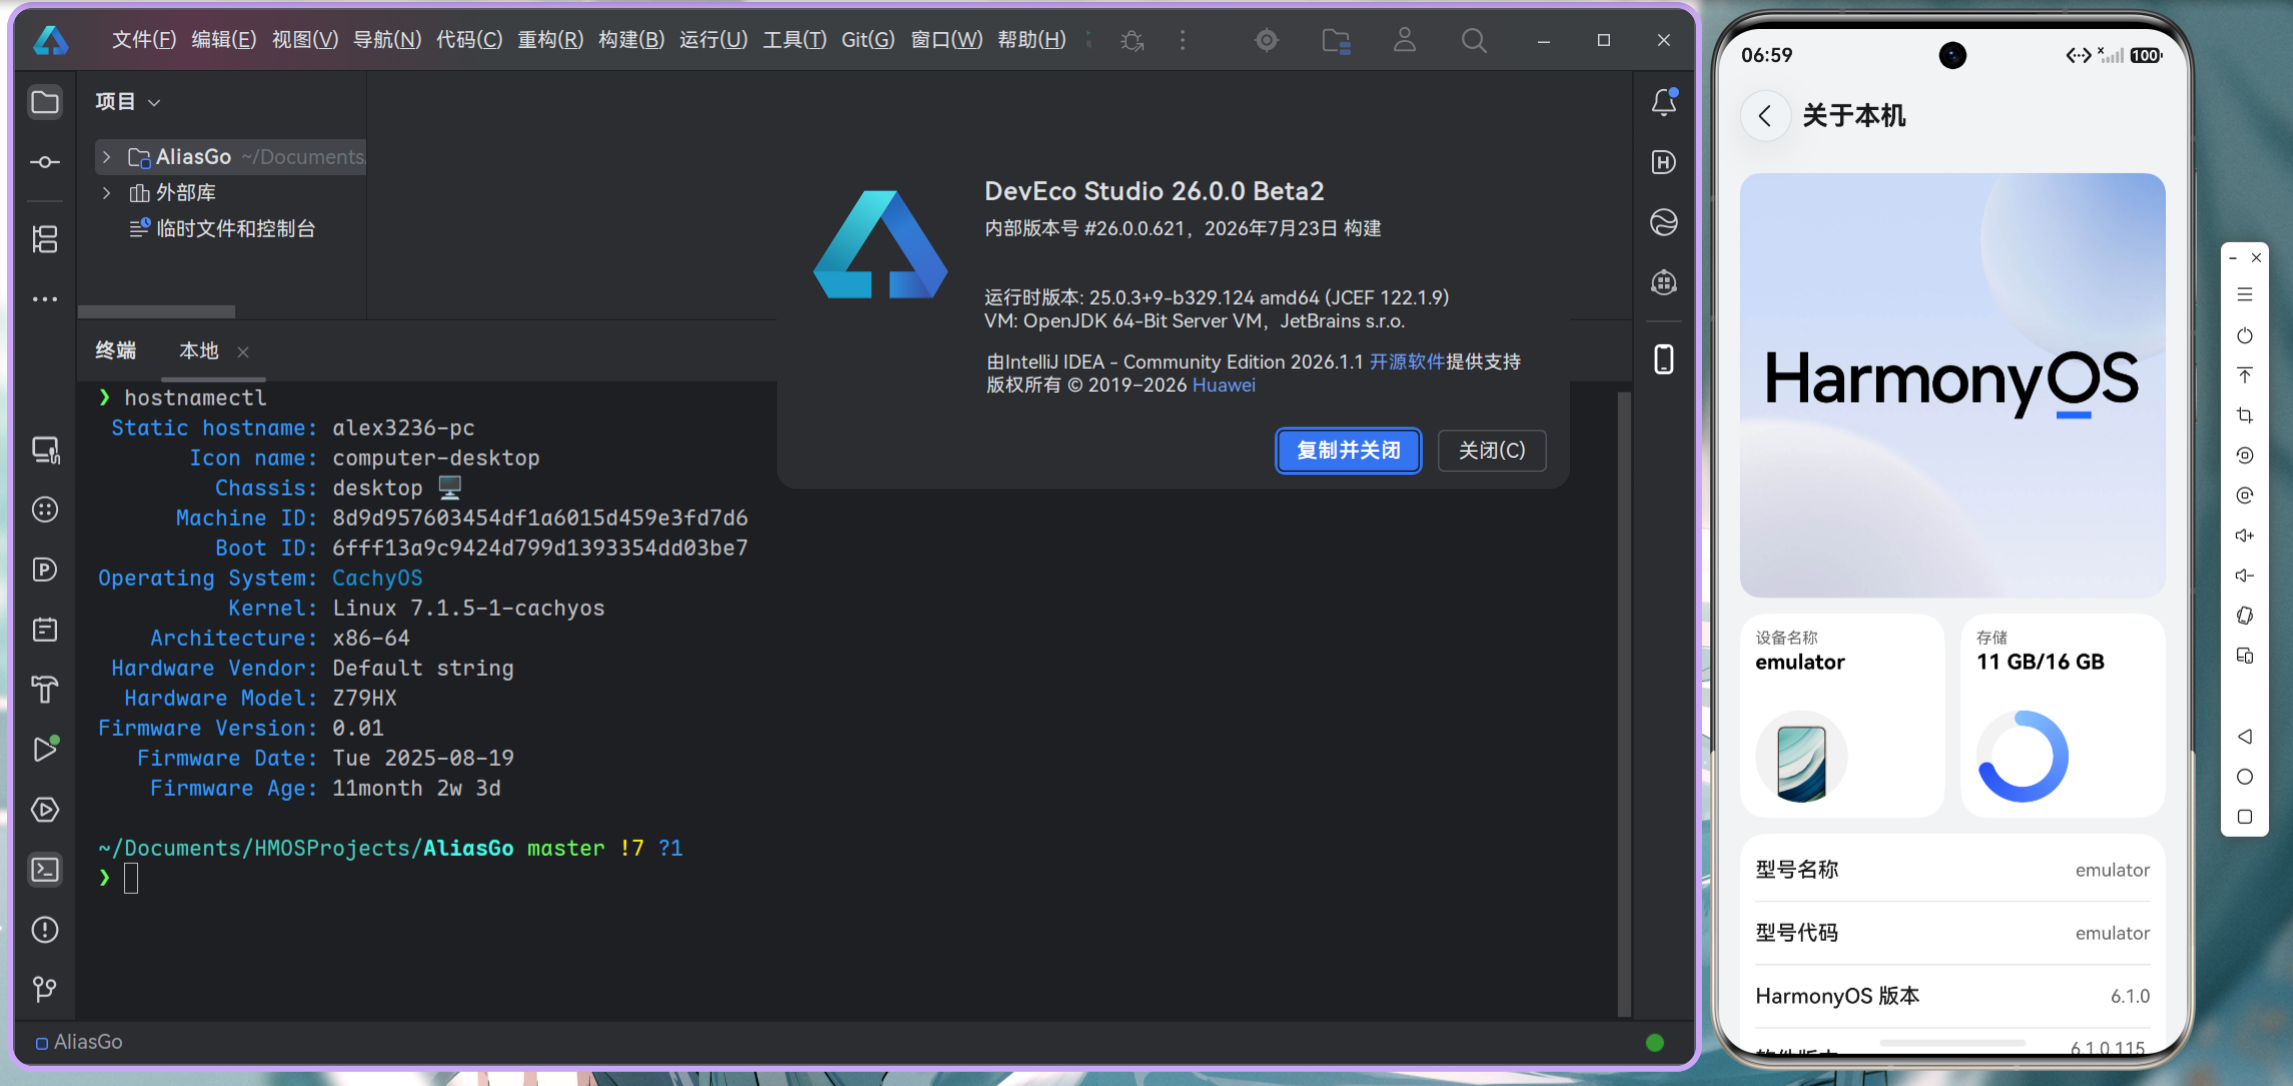 文件(F) 编辑(E) 视图(V) 导航(N) 代码(C) 重构(R) 构建(B) 运行(U) 工具(T) Git(G) 窗口(W) 帮助(H)
项目
AliasGo ~/Documents
外部库
临时文件和控制台
DevEco Studio 26.0.0 Beta2
内部版本号 #26.0.0.621，2026年7月23日 构建
运行时版本: 25.0.3+9-b329.124 amd64 (JCEF 122.1.9)
VM: OpenJDK 64-Bit Server VM，JetBrains s.r.o.
由IntelliJ IDEA - Community Edition 2026.1.1 开源软件提供支持
版权所有 © 2019–2026 Huawei
复制并关闭 关闭(C)
终端 本地
❯ hostnamectl
Static hostname: alex3236-pc
Icon name: computer-desktop
Chassis: desktop 🖥️
Machine ID: 8d9d957603454df1a6015d459e3fd7d6
Boot ID: 6fff13a9c9424d799d1393354dd03be7
Operating System: CachyOS
Kernel: Linux 7.1.5-1-cachyos
Architecture: x86-64
Hardware Vendor: Default string
Hardware Model: Z79HX
Firmware Version: 0.01
Firmware Date: Tue 2025-08-19
Firmware Age: 11month 2w 3d
~/Documents/HMOSProjects/AliasGo master !7 ?1
❯
AliasGo
06:59 100
关于本机
HarmonyOS
设备名称
emulator
存储
11 GB/16 GB
型号名称 emulator
型号代码 emulator
HarmonyOS 版本 6.1.0
软件版本 6.1.0.115